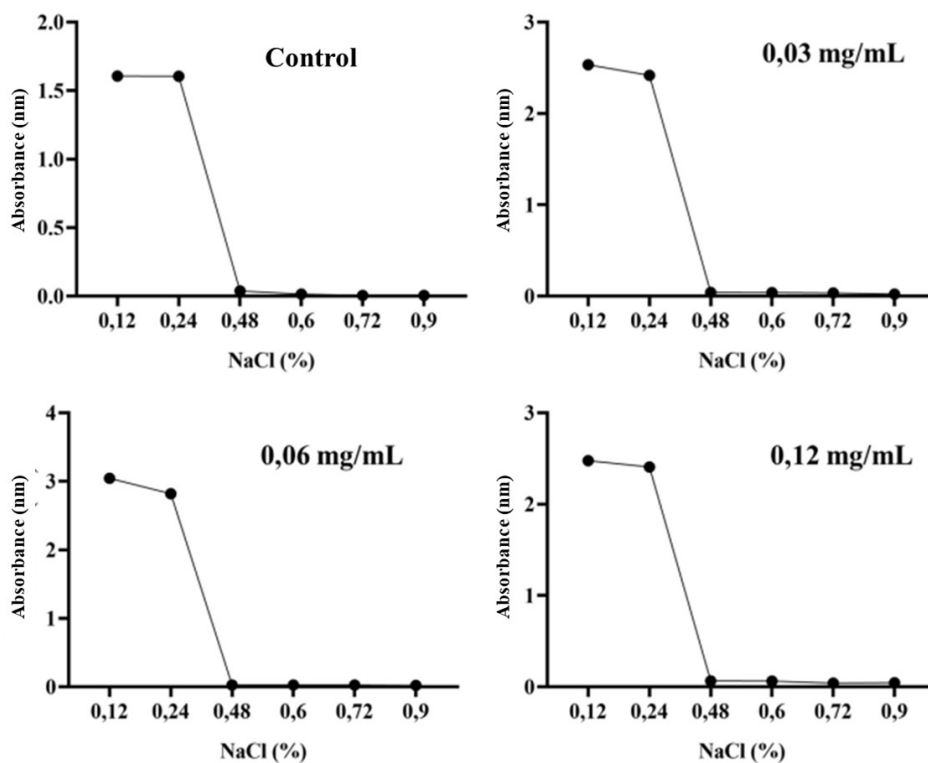 Control
Absorbance (nm)
2.0
1.5
1.0
0.5
0.0
0,12 0,24 0,48 0,6 0,72 0,9
NaCl (%)
0,03 mg/mL
Absorbance (nm)
3
2
1
0
0,12 0,24 0,48 0,6 0,72 0,9
NaCl (%)
0,06 mg/mL
Absorbance (nm)
4
3
2
1
0
0,12 0,24 0,48 0,6 0,72 0,9
NaCl (%)
0,12 mg/mL
Absorbance (nm)
3
2
1
0
0,12 0,24 0,48 0,6 0,72 0,9
NaCl (%)